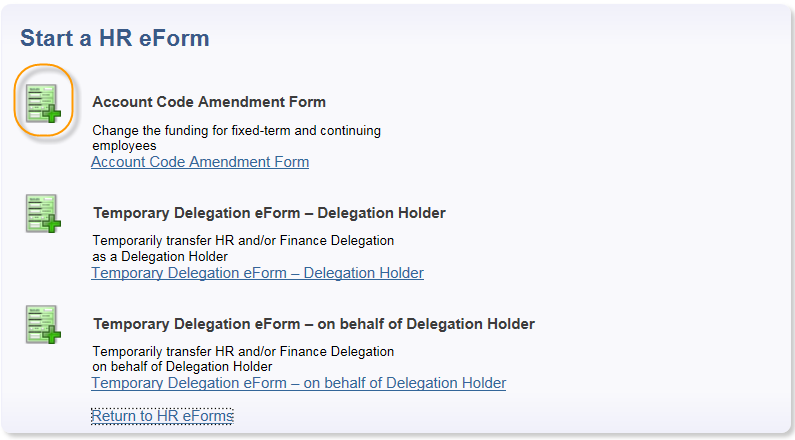 Start a HR eForm
Account Code Amendment Form
Change the funding for fixed-term and continuing
employees
Account Code Amendment Form
Temporary Delegation eForm – Delegation Holder
Temporarily transfer HR and/or Finance Delegation
as a Delegation Holder
Temporary Delegation eForm – Delegation Holder
Temporary Delegation eForm – on behalf of Delegation Holder
Temporarily transfer HR and/or Finance Delegation
on behalf of Delegation Holder
Temporary Delegation eForm – on behalf of Delegation Holder
Return to HR eForms